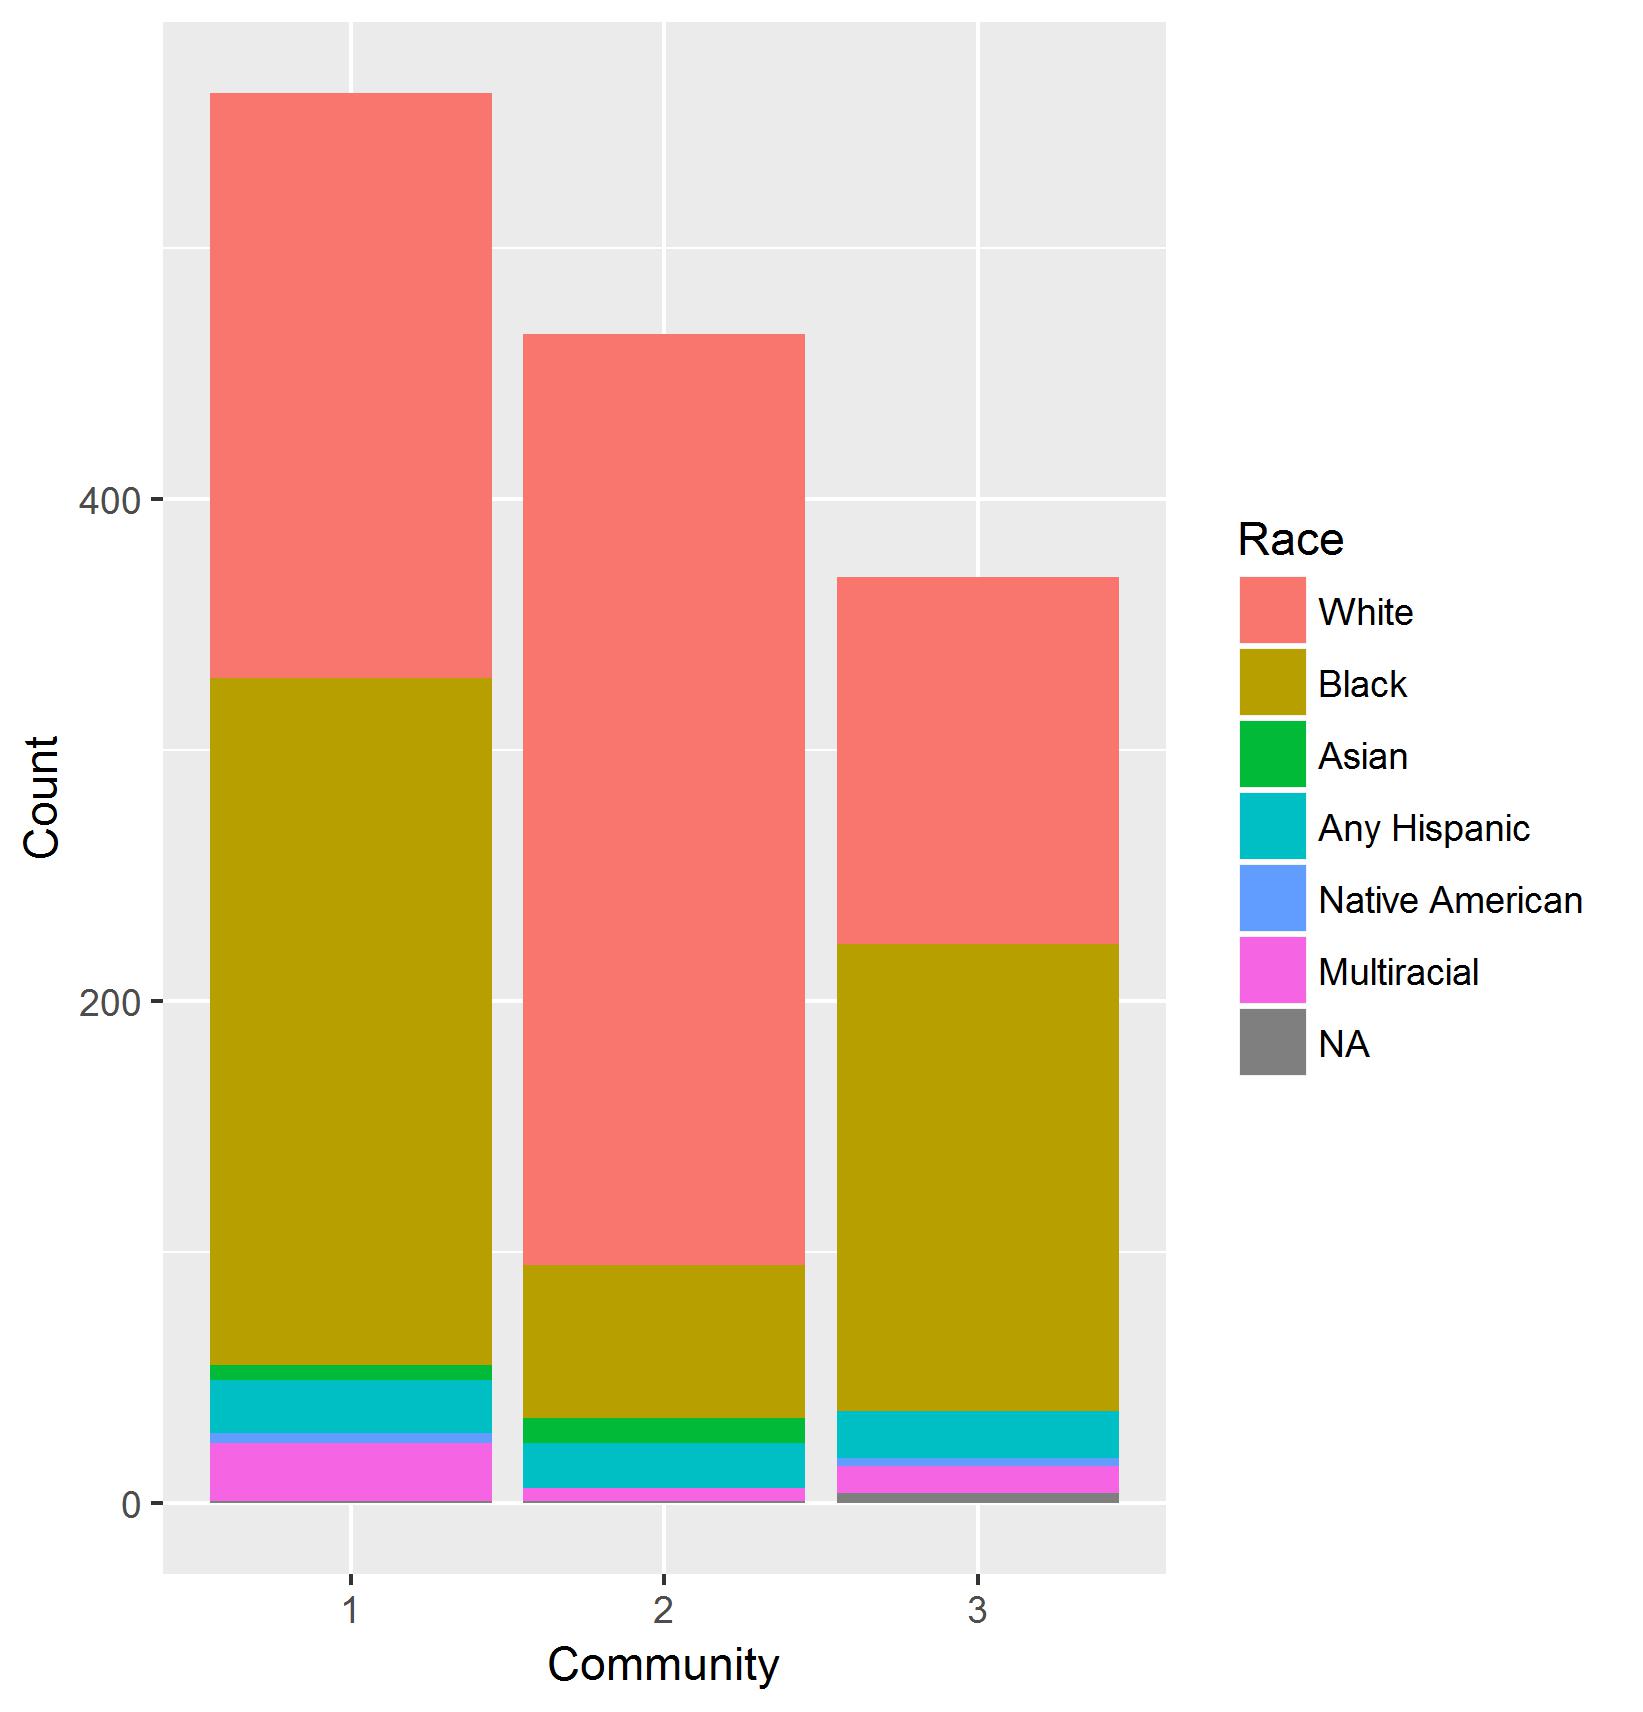 Count
400
200
0
1
2
3
Community
Race
White
Black
Asian
Any Hispanic
Native American
Multiracial
NA